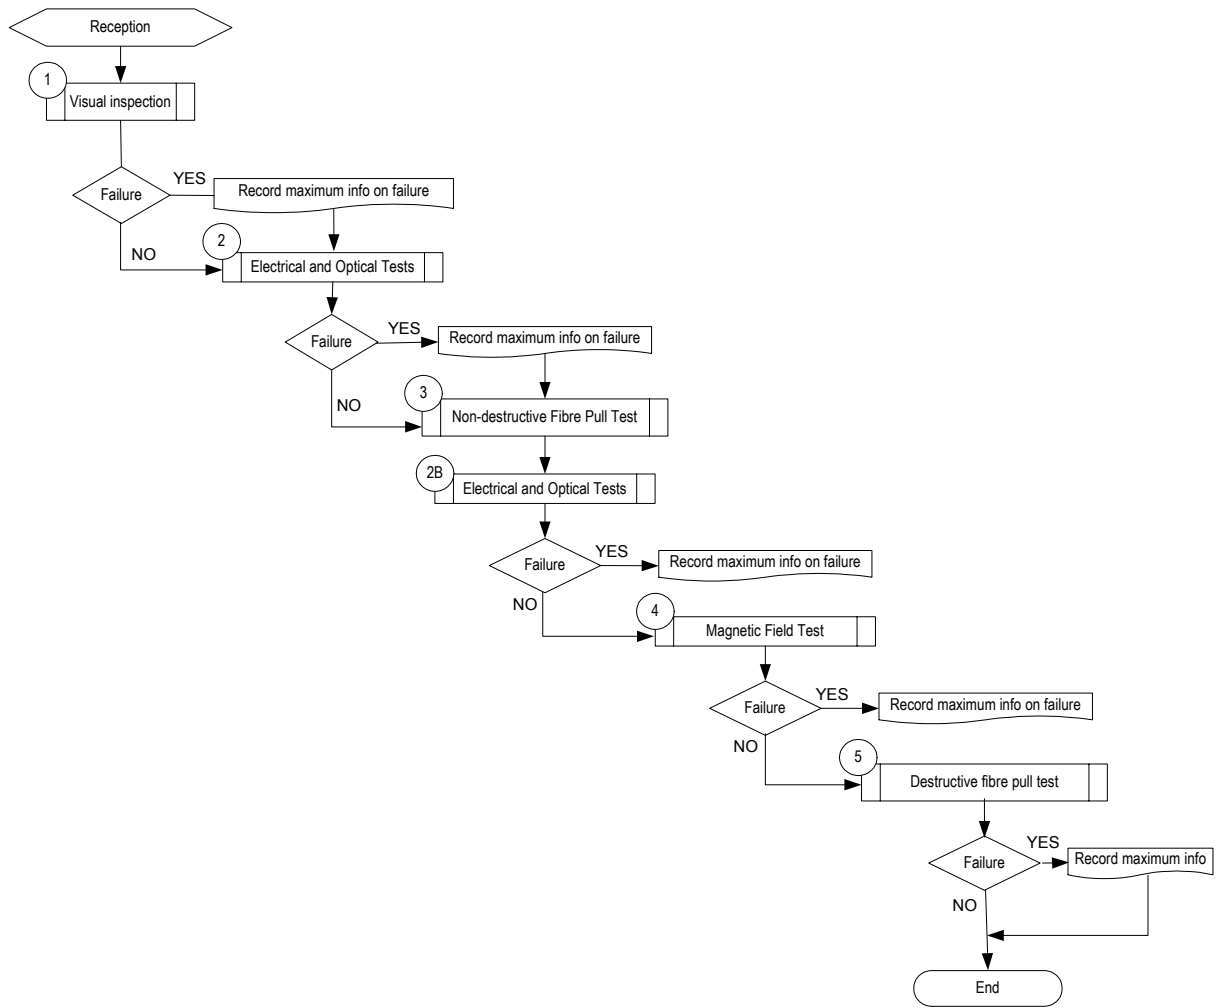 Reception
1
Visual inspection
Failure
YES
Record maximum info on failure
NO
2
Electrical and Optical Tests
Failure
YES
Record maximum info on failure
NO
3
Non-destructive Fibre Pull Test
2B
Electrical and Optical Tests
Failure
YES
Record maximum info on failure
NO
4
Magnetic Field Test
Failure
YES
Record maximum info on failure
NO
5
Destructive fibre pull test
Failure
YES
Record maximum info
NO
End